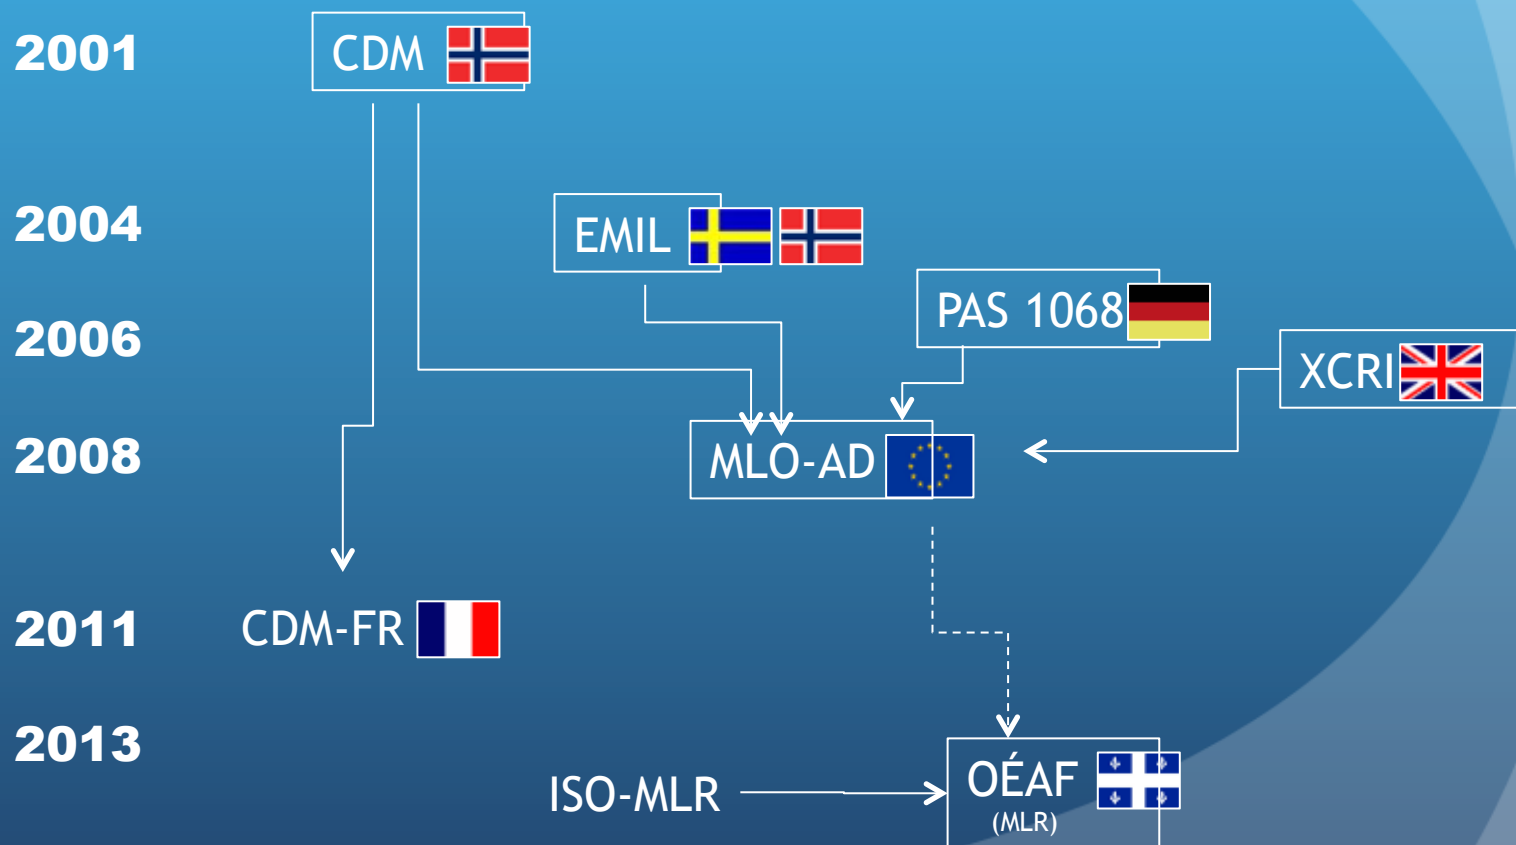 2001
CDM
2004
EMIL
PAS 1068
2006
XCRI
2008
MLO-AD
2011
CDM-FR
2013
ISO-MLR
OÉAF
(MLR)